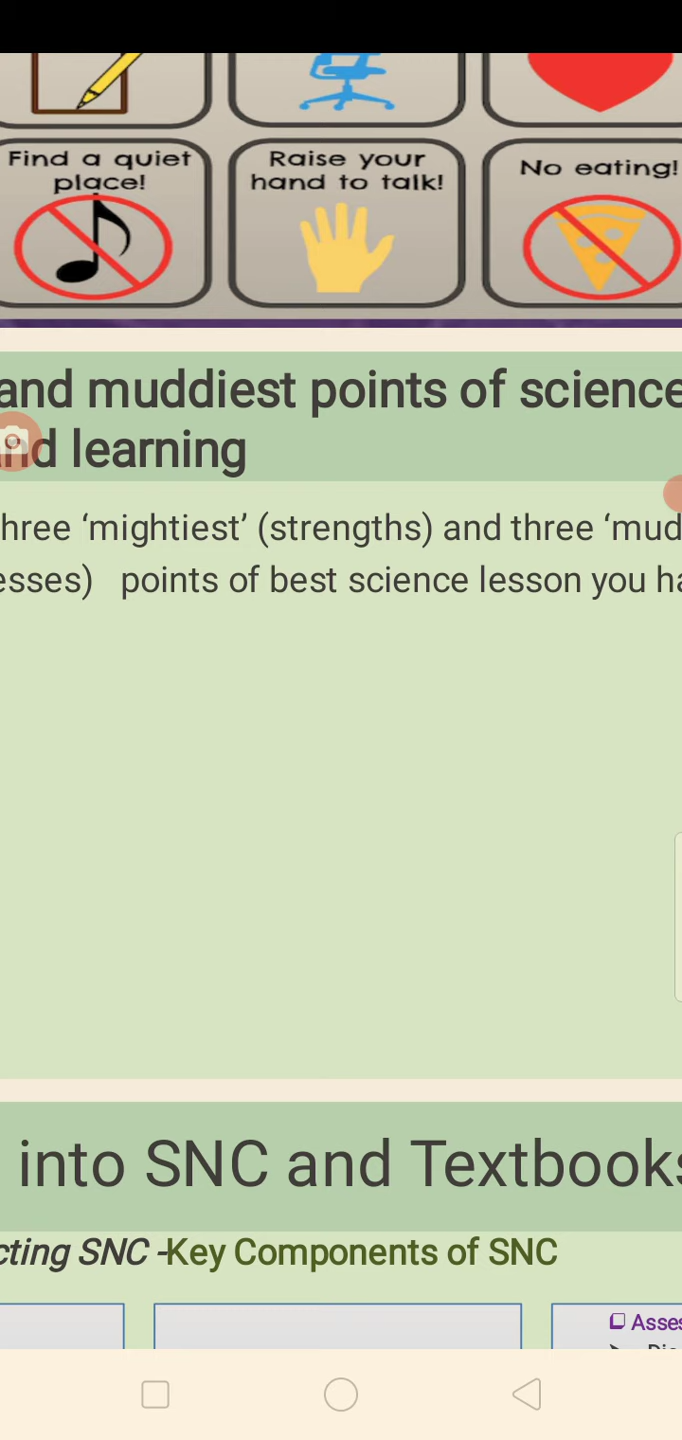 Find a quiet place!
Raise your hand to talk!
No eating!
and muddiest points of science
nd learning
hree ‘mightiest’ (strengths) and three ‘mud
esses) points of best science lesson you ha
into SNC and Textbooks
cting SNC -Key Components of SNC
Asses